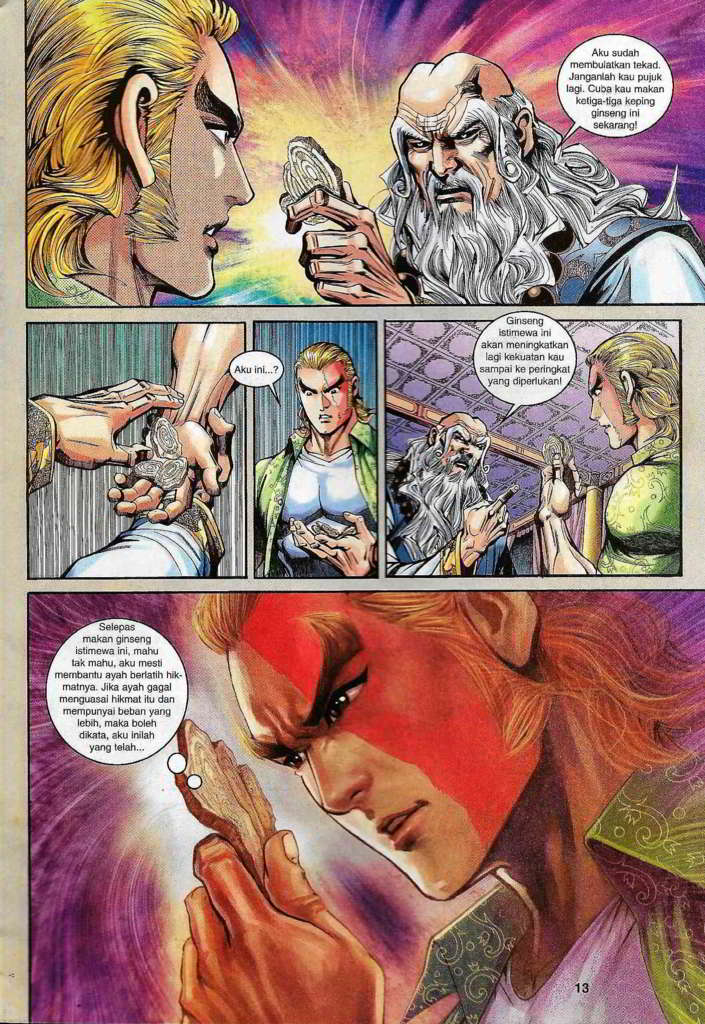 Aku sudah
membulatkan tekad.
Janganlah kau pujuk
lagi. Cuba kau makan
ketiga-tiga keping
ginseng ini
sekarang!
Aku ini...?
Ginseng
istimewa ini
akan meningkatkan
lagi kekuatan kau
sampai ke peringkat
yang diperlukan!
Selepas
makan ginseng
istimewa ini, mahu
tak mahu, aku mesti
membantu ayah berlatih hik-
matnya. Jika ayah gagal
menguasai hikmat itu dan
mempunyai beban yang
lebih, maka boleh
dikata, aku inilah
yang telah...
13